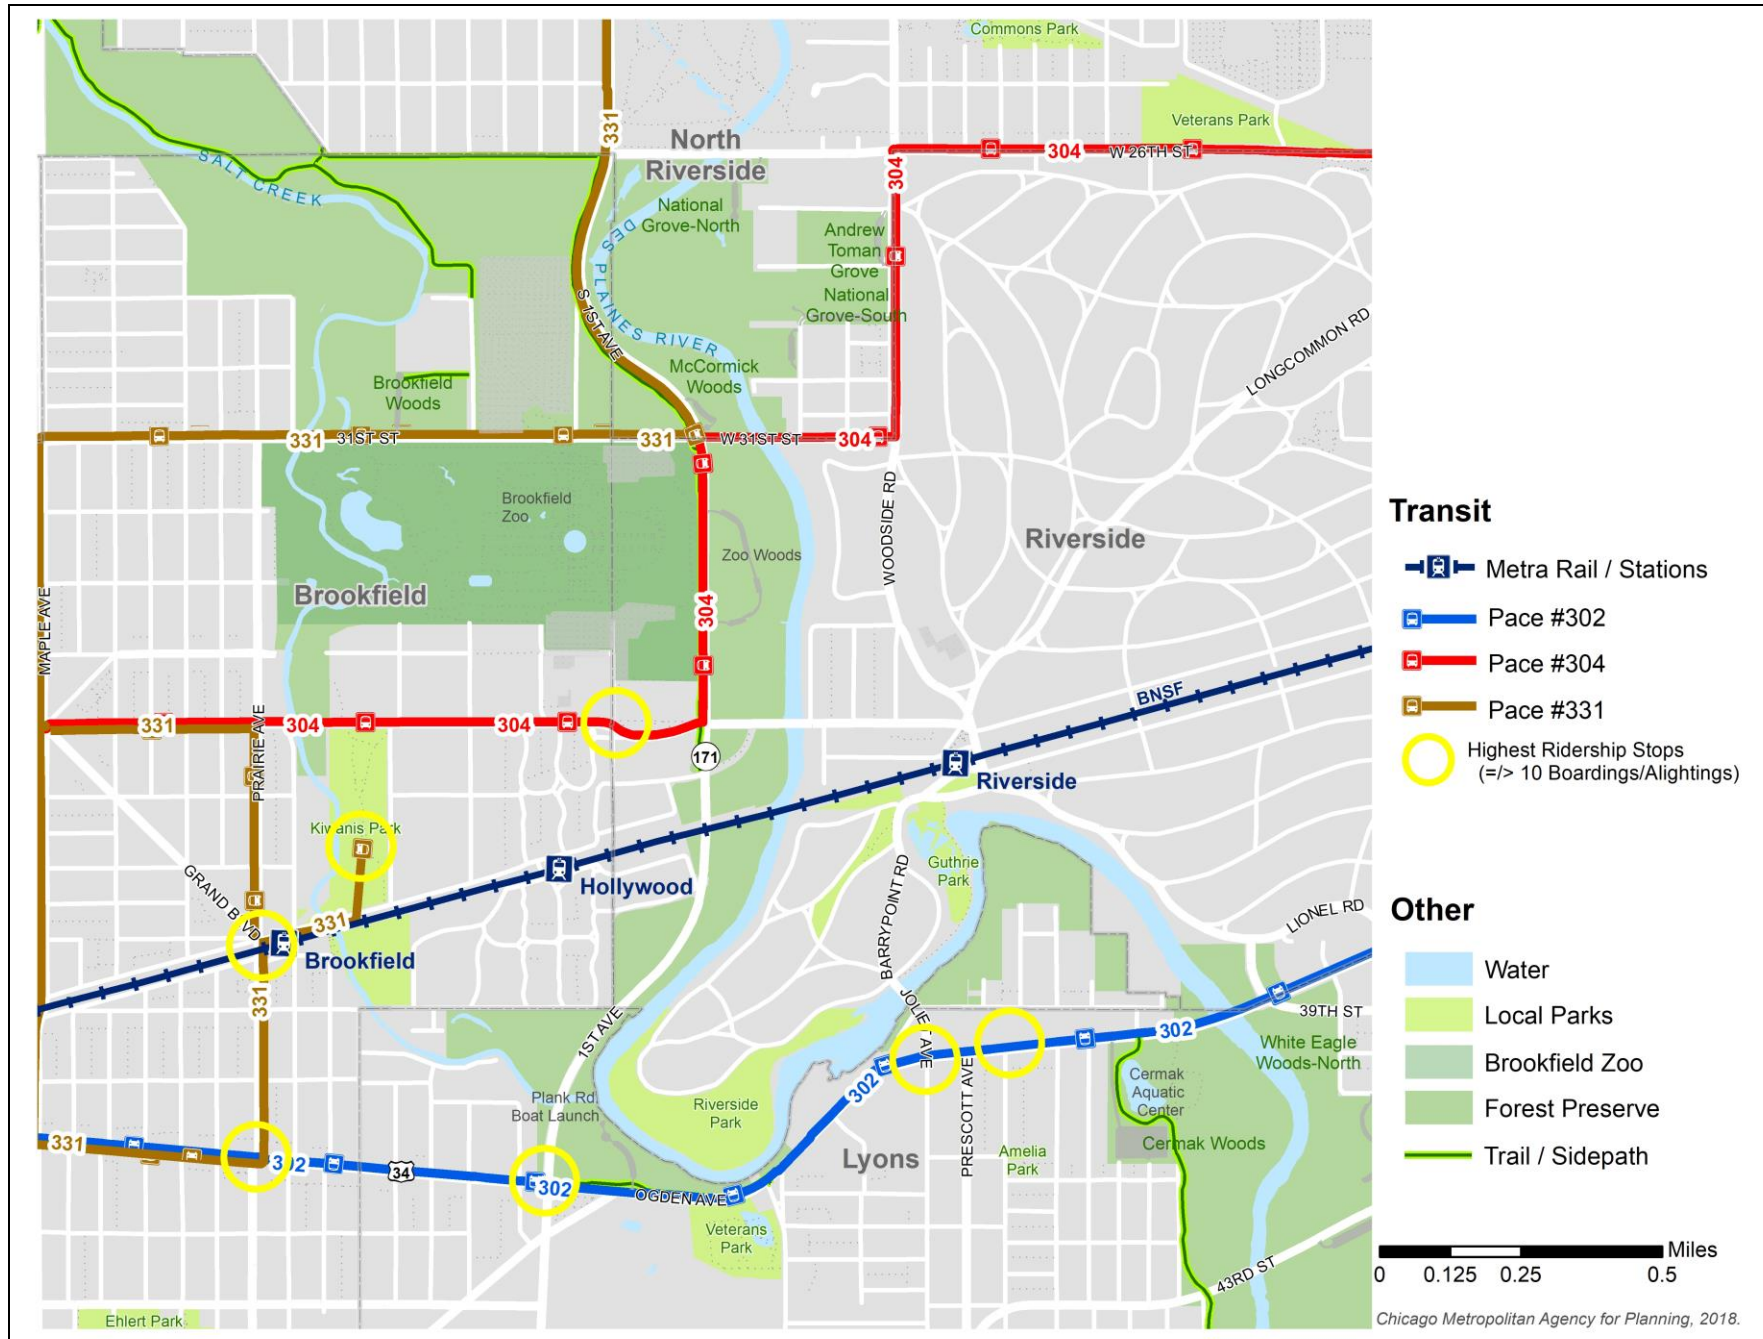 Commons Park
Veterans Park
331
North
Riverside
304
W 26TH ST
304
SALT CREEK
National
Grove-North
DES PLAINES RIVER
Andrew
Toman
Grove
National
Grove-South
S 1ST AVE
LONGCOMMON RD
McCormick
Woods
Brookfield
Woods
331
31ST ST
331
W 31ST ST
304
Brookfield
Zoo
WOODSIDE RD
Riverside
Zoo Woods
Brookfield
MAPLE AVE
304
BNSF
331
304
304
PRAIRIE AVE
171
Riverside
Kiwanis Park
GRAND BLVD
Hollywood
Guthrie
Park
BARRYPOINT RD
331
Brookfield
LIONEL RD
331
JOLIET AVE
39TH ST
1ST AVE
302
White Eagle
Woods-North
302
PRESCOTT AVE
Cermak
Aquatic
Center
Plank Rd.
Boat Launch
Riverside
Park
331
302
34
302
Lyons
Amelia
Park
Cermak Woods
OGDEN AVE
Veterans
Park
43RD ST
Ehlert Park
Transit
Metra Rail / Stations
Pace #302
Pace #304
Pace #331
Highest Ridership Stops
(=/> 10 Boardings/Alightings)
Other
Water
Local Parks
Brookfield Zoo
Forest Preserve
Trail / Sidepath
Miles
0 0.125 0.25 0.5
Chicago Metropolitan Agency for Planning, 2018.